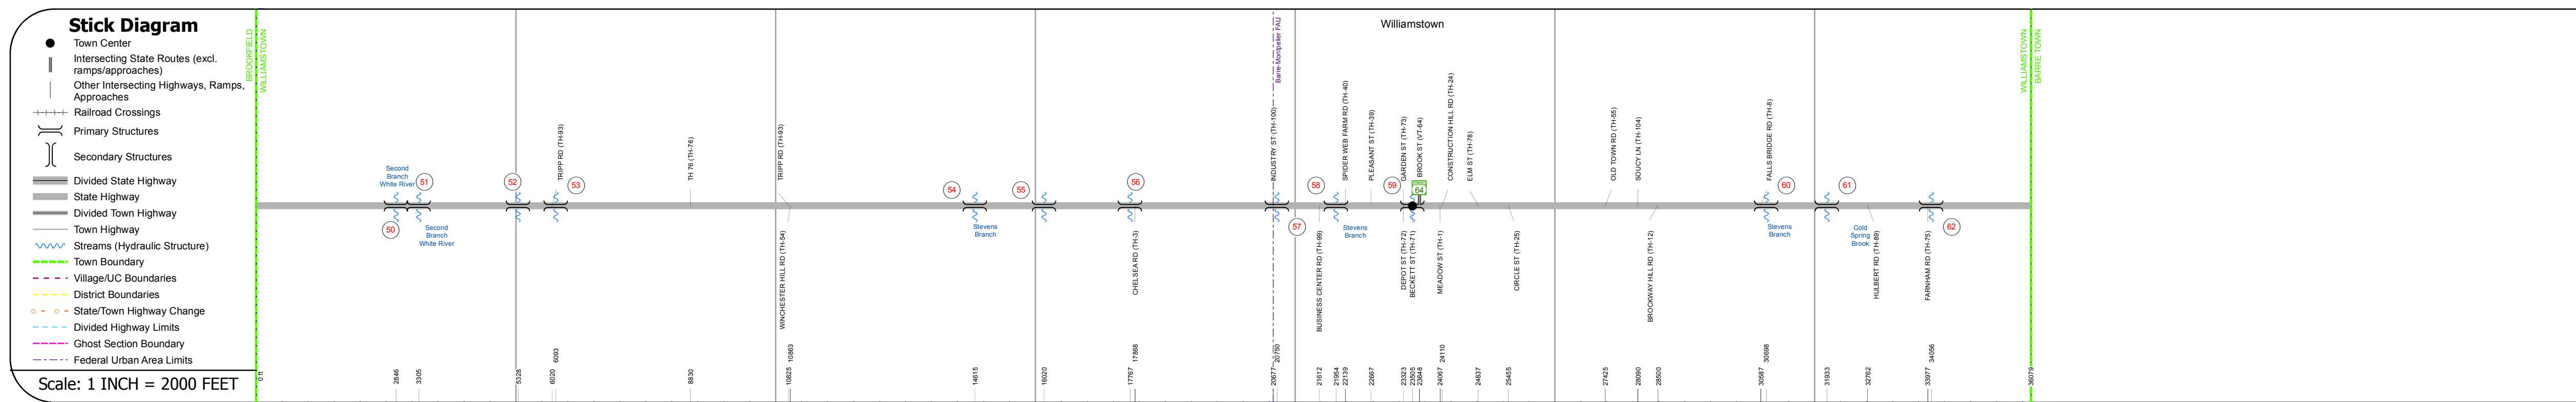 Stick Diagram
Town Center
Intersecting State Routes (excl.
ramps/approaches)
Other Intersecting Highways, Ramps,
Approaches
Railroad Crossings
Primary Structures
Secondary Structures
Divided State Highway
State Highway
Divided Town Highway
Town Highway
Streams (Hydraulic Structure)
Town Boundary
Village/UC Boundaries
District Boundaries
State/Town Highway Change
Divided Highway Limits
Ghost Section Boundary
Federal Urban Area Limits
Scale: 1 INCH = 2000 FEET
BROOKFIELD
WILLIAMSTOWN
Barre-Montpelier FAU
Williamstown
WILLIAMSTOWN
BARRE TOWN
TRIPP RD (TH-93)
TH 76 (TH-76)
TRIPP RD (TH-93)
INDUSTRY ST (TH-100)
SPIDER WEB FARM RD (TH-40)
PLEASANT ST (TH-39)
GARDEN ST (TH-73)
BROOK ST (VT-64)
CONSTRUCTION HILL RD (TH-24)
ELM ST (TH-78)
OLD TOWN RD (TH-55)
SOUCY LN (TH-104)
FALLS BRIDGE RD (TH-8)
Second
Branch
White River
51
52
53
54
55
56
58
59
64
60
61
50
Second
Branch
White River
Stevens
Branch
57
Stevens
Branch
Stevens
Branch
Cold
Spring
Brook
62
WINCHESTER HILL RD (TH-54)
CHELSEA RD (TH-3)
BUSINESS CENTER RD (TH-99)
DEPOT ST (TH-72)
BECKETT ST (TH-71)
MEADOW ST (TH-1)
CIRCLE ST (TH-25)
BROCKWAY HILL RD (TH-12)
HULBERT RD (TH-89)
FARNHAM RD (TH-75)
0 ft
2846
3305
5328
6020
6093
8830
10825
10863
14615
16020
17767
17868
20677
20750
21612
21954
22139
22667
23323
23505
23648
24067
24110
24837
25455
27425
28090
28500
30587
30698
31933
32762
33977
34056
36079